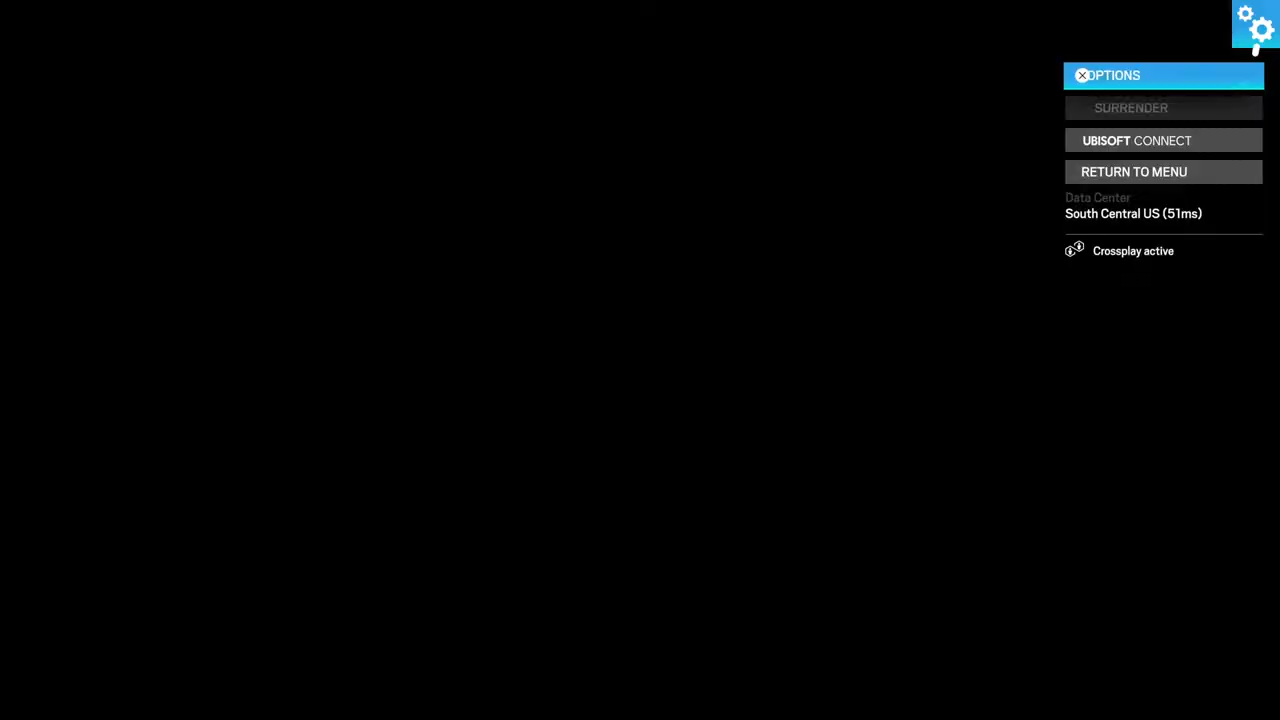 OPTIONS
SURRENDER
UBISOFT CONNECT
RETURN TO MENU
Data Center
South Central US (51ms)
Crossplay active